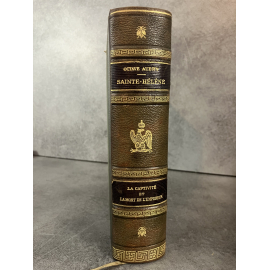 OCTAVE AUBRY
SAINTE-HÉLÈNE
LA CAPTIVITÉ
ET
LA MORT DE L'EMPEREUR